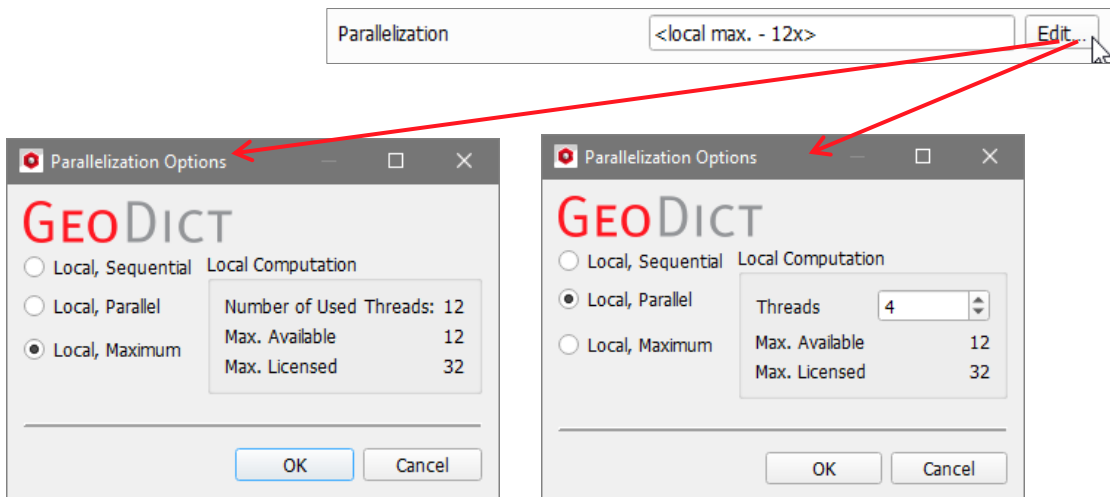 Parallelization <local max. - 12x> Edit...
Parallelization Options
GEODICT
Local, Sequential Local Computation
Local, Parallel Number of Used Threads: 12
Max. Available 12
Local, Maximum
Max. Licensed 32
OK Cancel
Parallelization Options
GEODICT
Local, Sequential Local Computation
Local, Parallel Threads 4
Local, Maximum Max. Available 12
Max. Licensed 32
OK Cancel